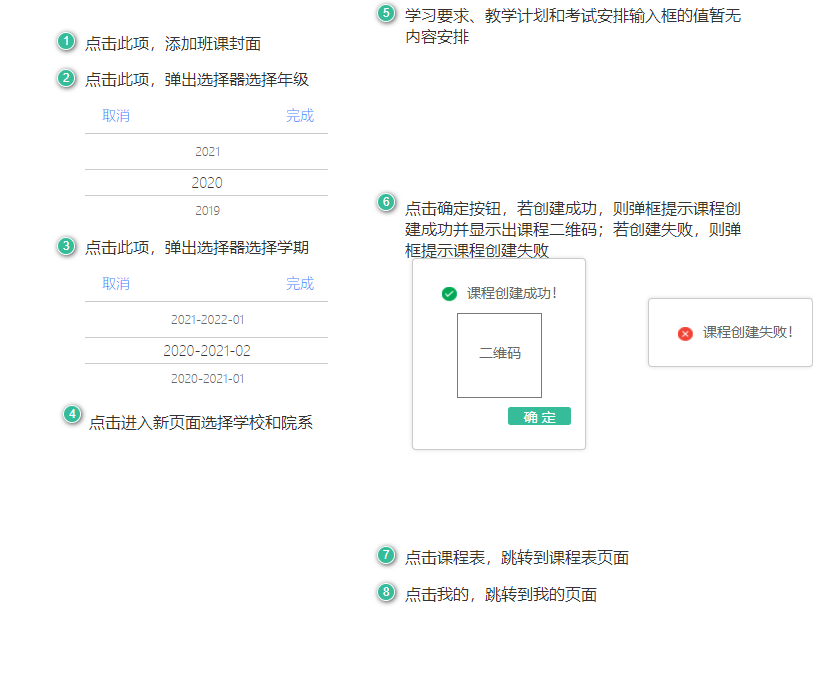 1 点击此项，添加班课封面
2 点击此项，弹出选择器选择年级
取消 完成
2021
2020
2019
3 点击此项，弹出选择器选择学期
取消 完成
2021-2022-01
2020-2021-02
2020-2021-01
4 点击进入新页面选择学校和院系
5 学习要求、教学计划和考试安排输入框的值暂无
内容安排
6 点击确定按钮，若创建成功，则弹框提示课程创
建成功并显示出课程二维码；若创建失败，则弹
框提示课程创建失败
课程创建成功！
二维码
确 定
课程创建失败！
7 点击课程表，跳转到课程表页面
8 点击我的，跳转到我的页面